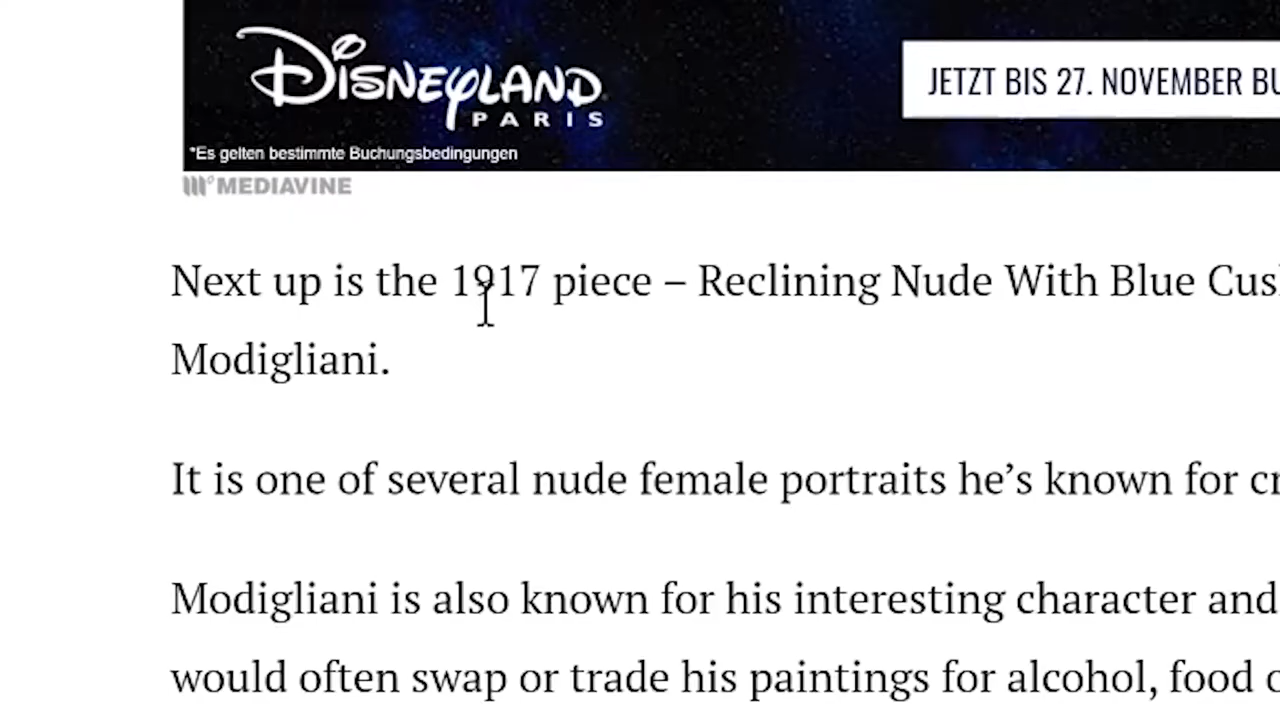 DISNEYLAND
PARIS
JETZT BIS 27. NOVEMBER
*Es gelten bestimmte Buchungsbedingungen
MEDIAVINE
Next up is the 1917 piece – Reclining Nude With Blue
Modigliani.
It is one of several nude female portraits he’s known for
Modigliani is also known for his interesting character and
would often swap or trade his paintings for alcohol, food